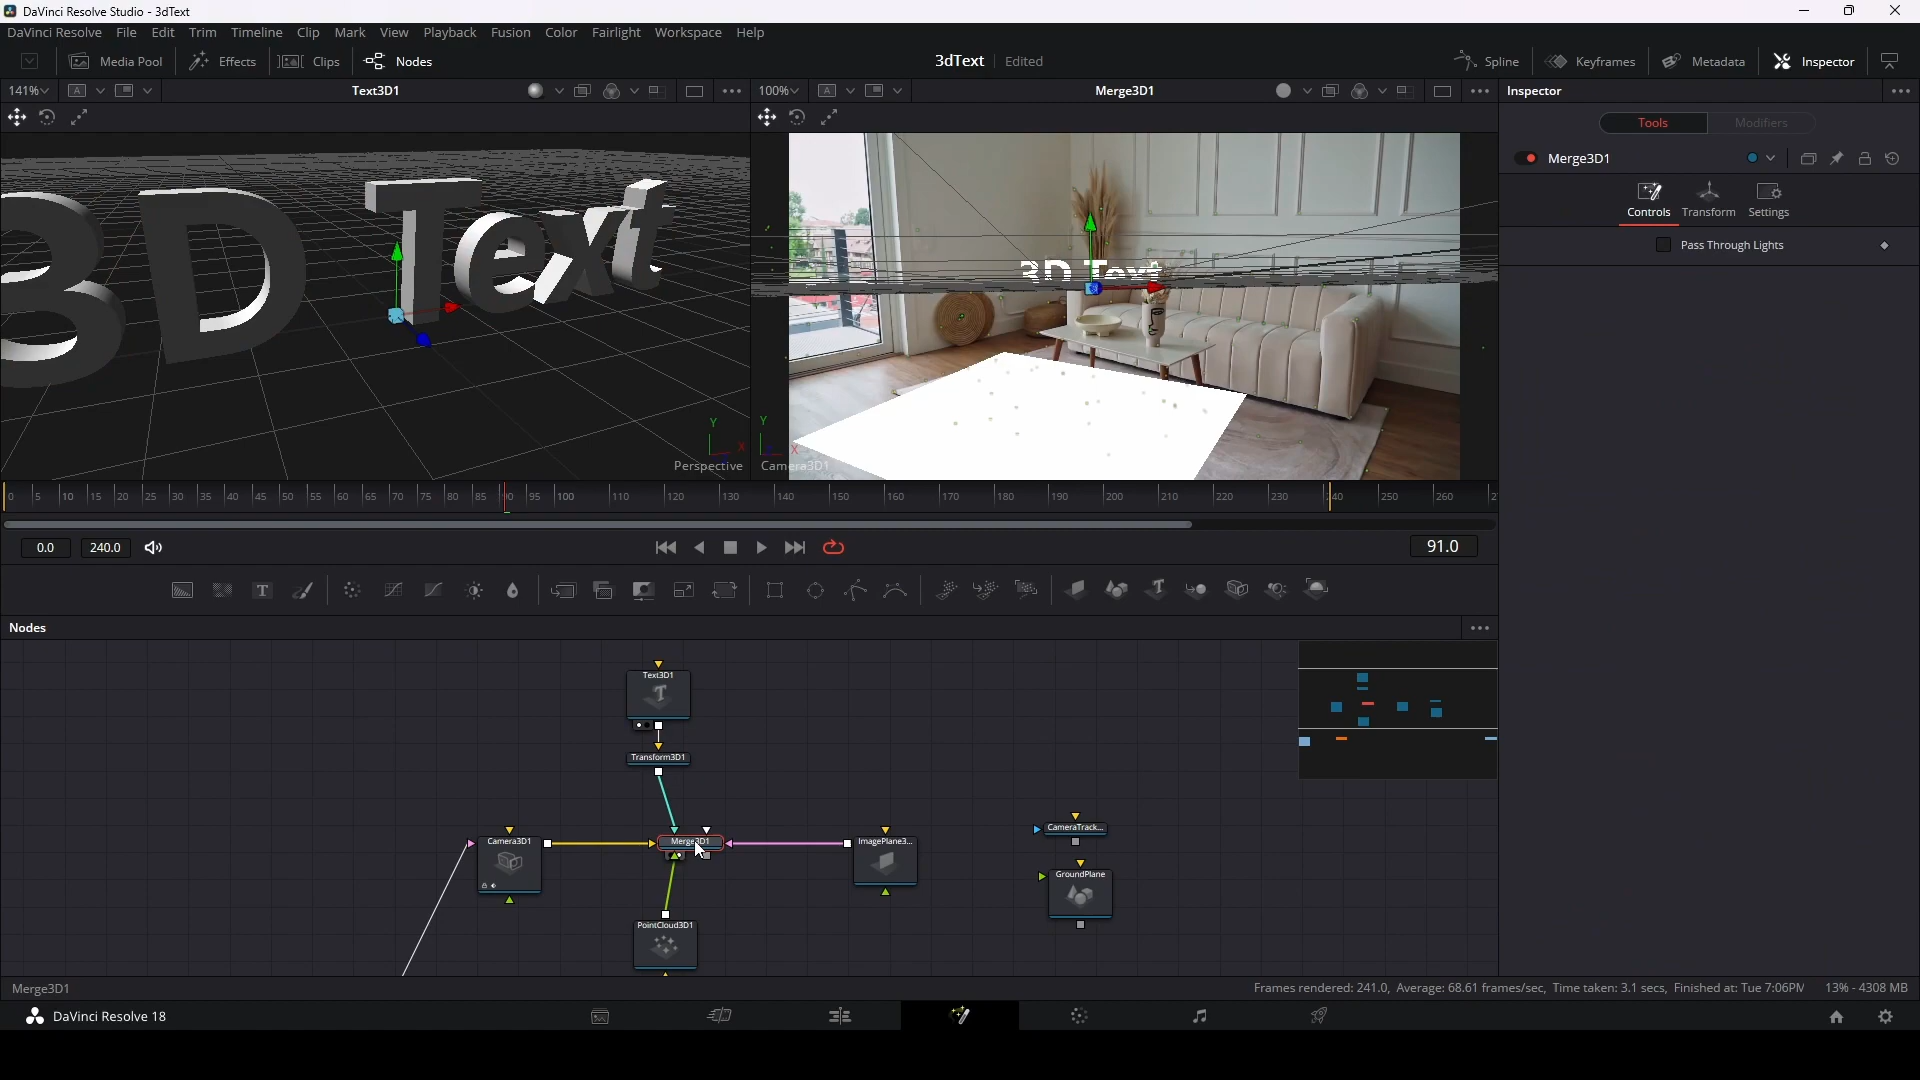 DaVinci Resolve Studio - 3dText
DaVinci Resolve File Edit Trim Timeline Clip Mark View Playback Fusion Color Fairlight Workspace Help
Media Pool Effects Clips Nodes 3dText Edited Spline Keyframes Metadata Inspector
141% A Text3D1 100% A Merge3D1 Inspector
Tools Modifiers
Merge3D1
Controls Transform Settings
Pass Through Lights
3D Text
3D Text
Y X
Perspective
Y X
Camera3D1
0 5 10 15 20 25 30 35 40 45 50 55 60 65 70 75 80 85 90 95 100 110 120 130 140 150 160 170 180 190 200 210 220 230 240 250 260
0.0 240.0 91.0
Nodes
Text3D1
Transform3D1
Camera3D1 Merge3D1 ImagePlane3... CameraTrack...
GroundPlane
PointCloud3D1
Merge3D1 Frames rendered: 241.0, Average: 68.61 frames/sec, Time taken: 3.1 secs, Finished at: Tue 7:06PM 13% - 4308 MB
DaVinci Resolve 18